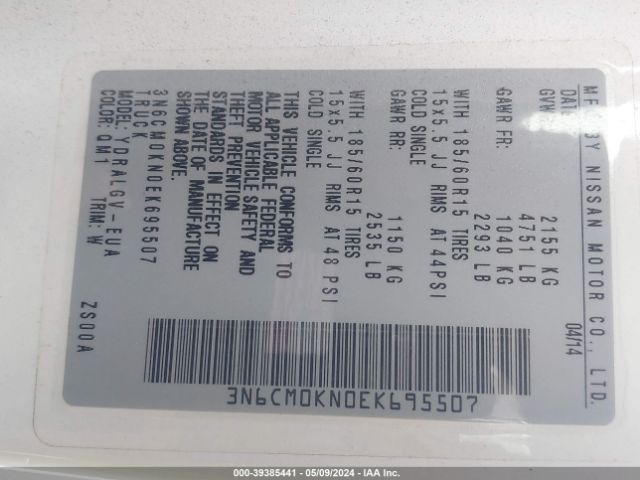 MFD BY NISSAN MOTOR CO., LTD.
DATE 04/14
GVW 2155 KG
4751 LB
GAWR FR: 1040 KG
2293 LB
WITH 185/60R15 TIRES
15x5.5 JJ RIMS AT 44PSI
COLD SINGLE
GAWR RR: 1150 KG
2535 LB
WITH 185/60R15 TIRES
15x5.5 JJ RIMS AT 48 PSI
COLD SINGLE
THIS VEHICLE CONFORMS TO
ALL APPLICABLE FEDERAL
MOTOR VEHICLE SAFETY AND
THEFT PREVENTION
STANDARDS IN EFFECT ON
THE DATE OF MANUFACTURE
SHOWN ABOVE.
3N6CM0KN0EK695507
TRUCK
MODEL: YDRALGV-EUA
COLOR: QM1 TRIM: W
ZS00A
3N6CM0KN0EK695507
000-39385441 - 05/09/2024 - IAA Inc.